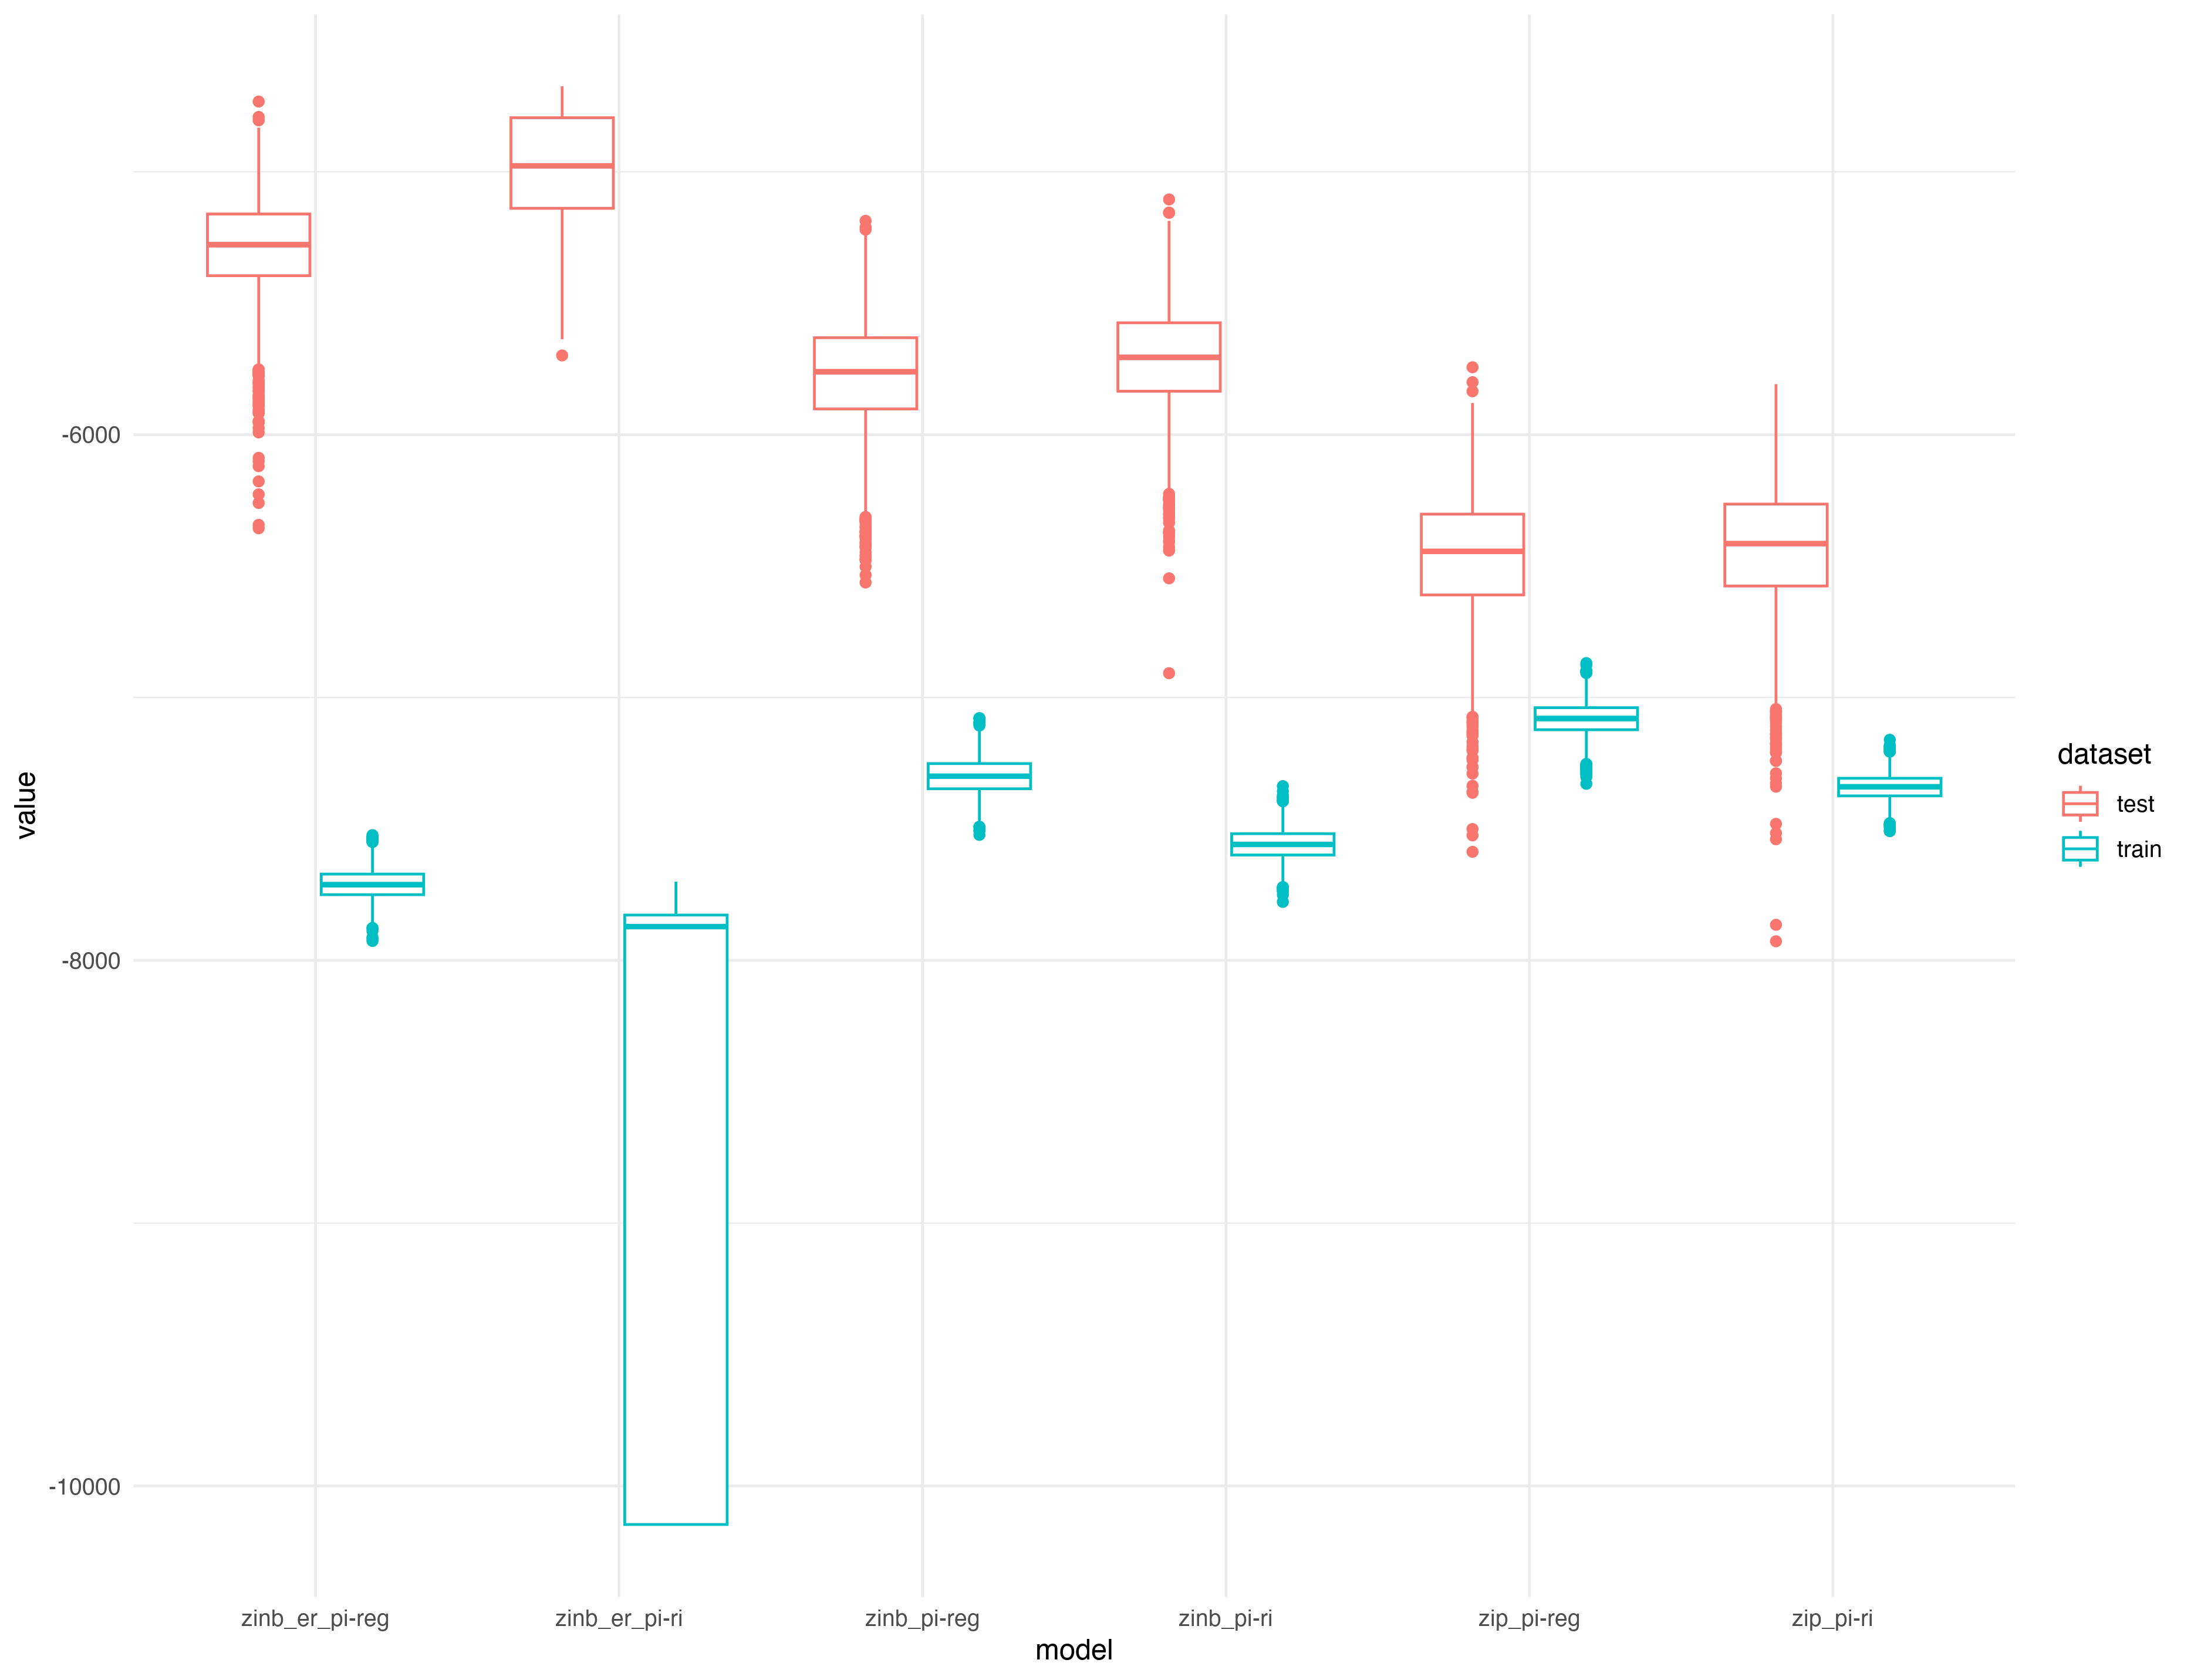 value
-6000
-8000
-10000
zinb_er_pi-reg
zinb_er_pi-ri
zinb_pi-reg
zinb_pi-ri
zip_pi-reg
zip_pi-ri
model
dataset
test
train